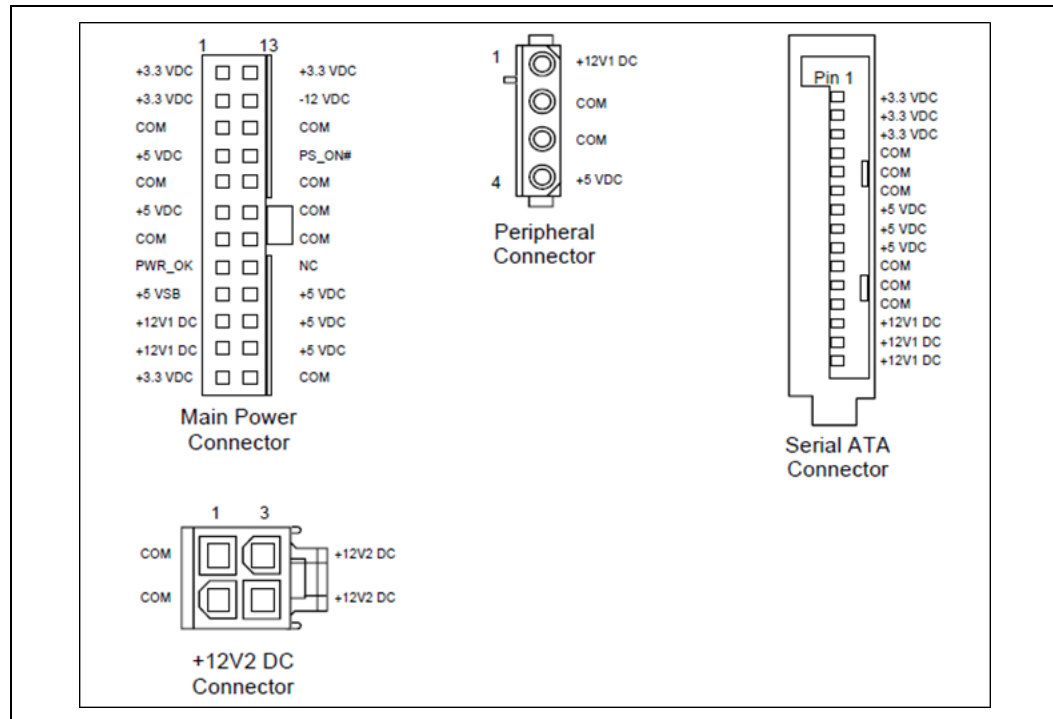 1 13
+3.3 VDC +3.3 VDC
+3.3 VDC -12 VDC
COM COM
+5 VDC PS_ON#
COM COM
+5 VDC COM
COM COM
PWR_OK NC
+5 VSB +5 VDC
+12V1 DC +5 VDC
+12V1 DC +5 VDC
+3.3 VDC COM
Main Power
Connector
1 +12V1 DC
COM
COM
4 +5 VDC
Peripheral
Connector
Pin 1
+3.3 VDC
+3.3 VDC
+3.3 VDC
COM
COM
COM
+5 VDC
+5 VDC
+5 VDC
COM
COM
COM
+12V1 DC
+12V1 DC
+12V1 DC
Serial ATA
Connector
1 3
COM +12V2 DC
COM +12V2 DC
+12V2 DC
Connector